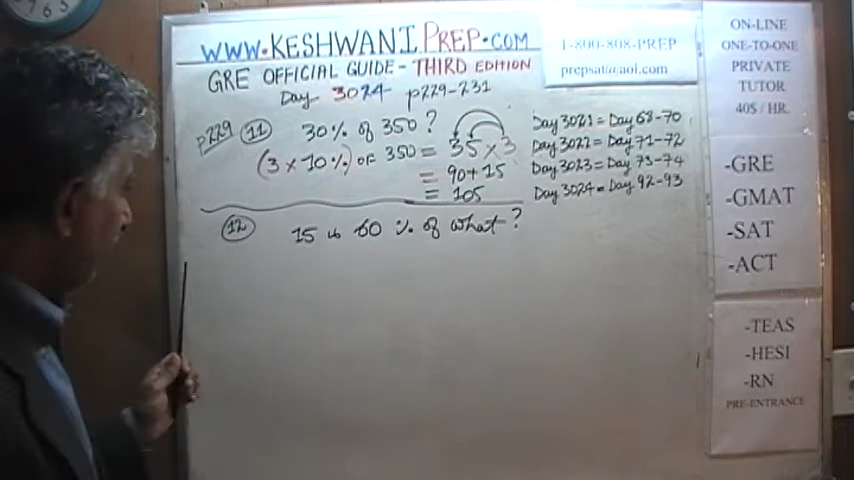 WWW.KESHWANIPREP.COM
GRE OFFICIAL GUIDE - THIRD EDITION
Day 3024 p229-231
1-800-808-PREP
prepsat@aol.com
p229 11 30% of 350 ?
(3 x 10%) of 350 = 35 x 3
= 90 + 15
= 105
Day 3021 = Day 68-70
Day 3022 = Day 71-72
Day 3023 = Day 73-74
Day 3024 = Day 92-93
12 15 is 60 % of what ?
ON-LINE
ONE-TO-ONE
PRIVATE
TUTOR
40$ / HR.
-GRE
-GMAT
-SAT
-ACT
-TEAS
-HESI
-RN
PRE-ENTRANCE